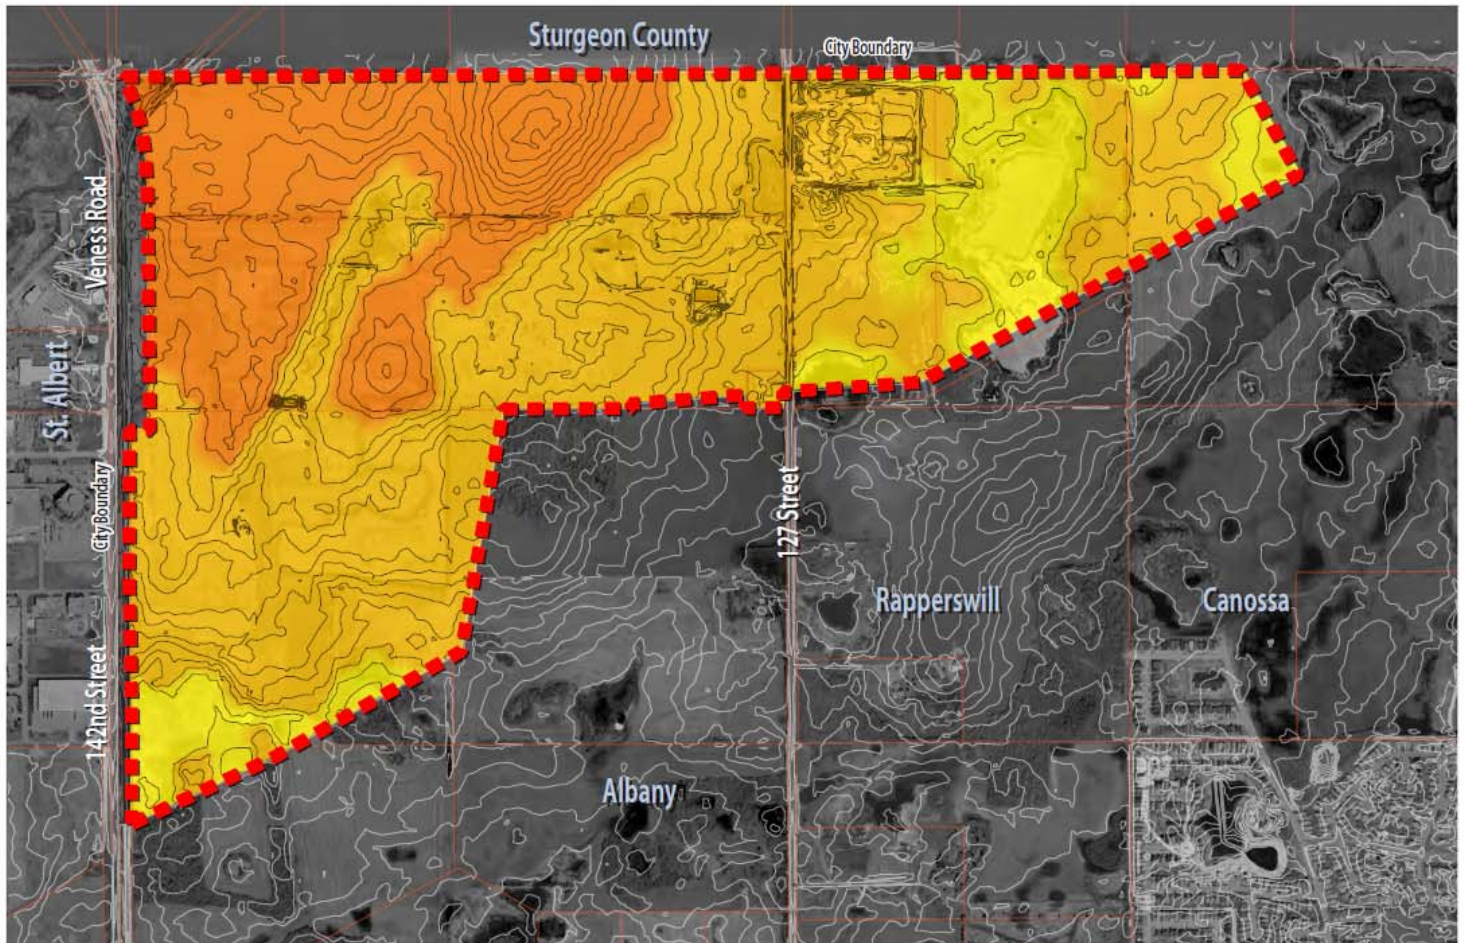 Sturgeon County
City Boundary
Veness Road
St. Albert
City Boundary
127 Street
Rapperswill
Canossa
142nd Street
Albany